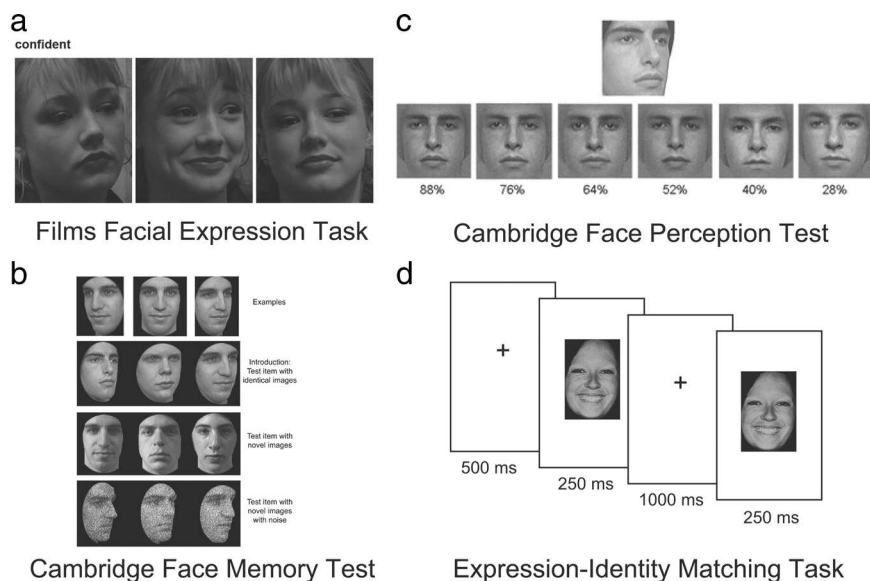 a
confident
Films Facial Expression Task
b
Examples
Introduction:
Test item with
identical images
Test item with
novel images
Test item with
novel images
with noise
Cambridge Face Memory Test
c
88% 76% 64% 52% 40% 28%
Cambridge Face Perception Test
d
+
+
500 ms
250 ms
1000 ms
250 ms
Expression-Identity Matching Task